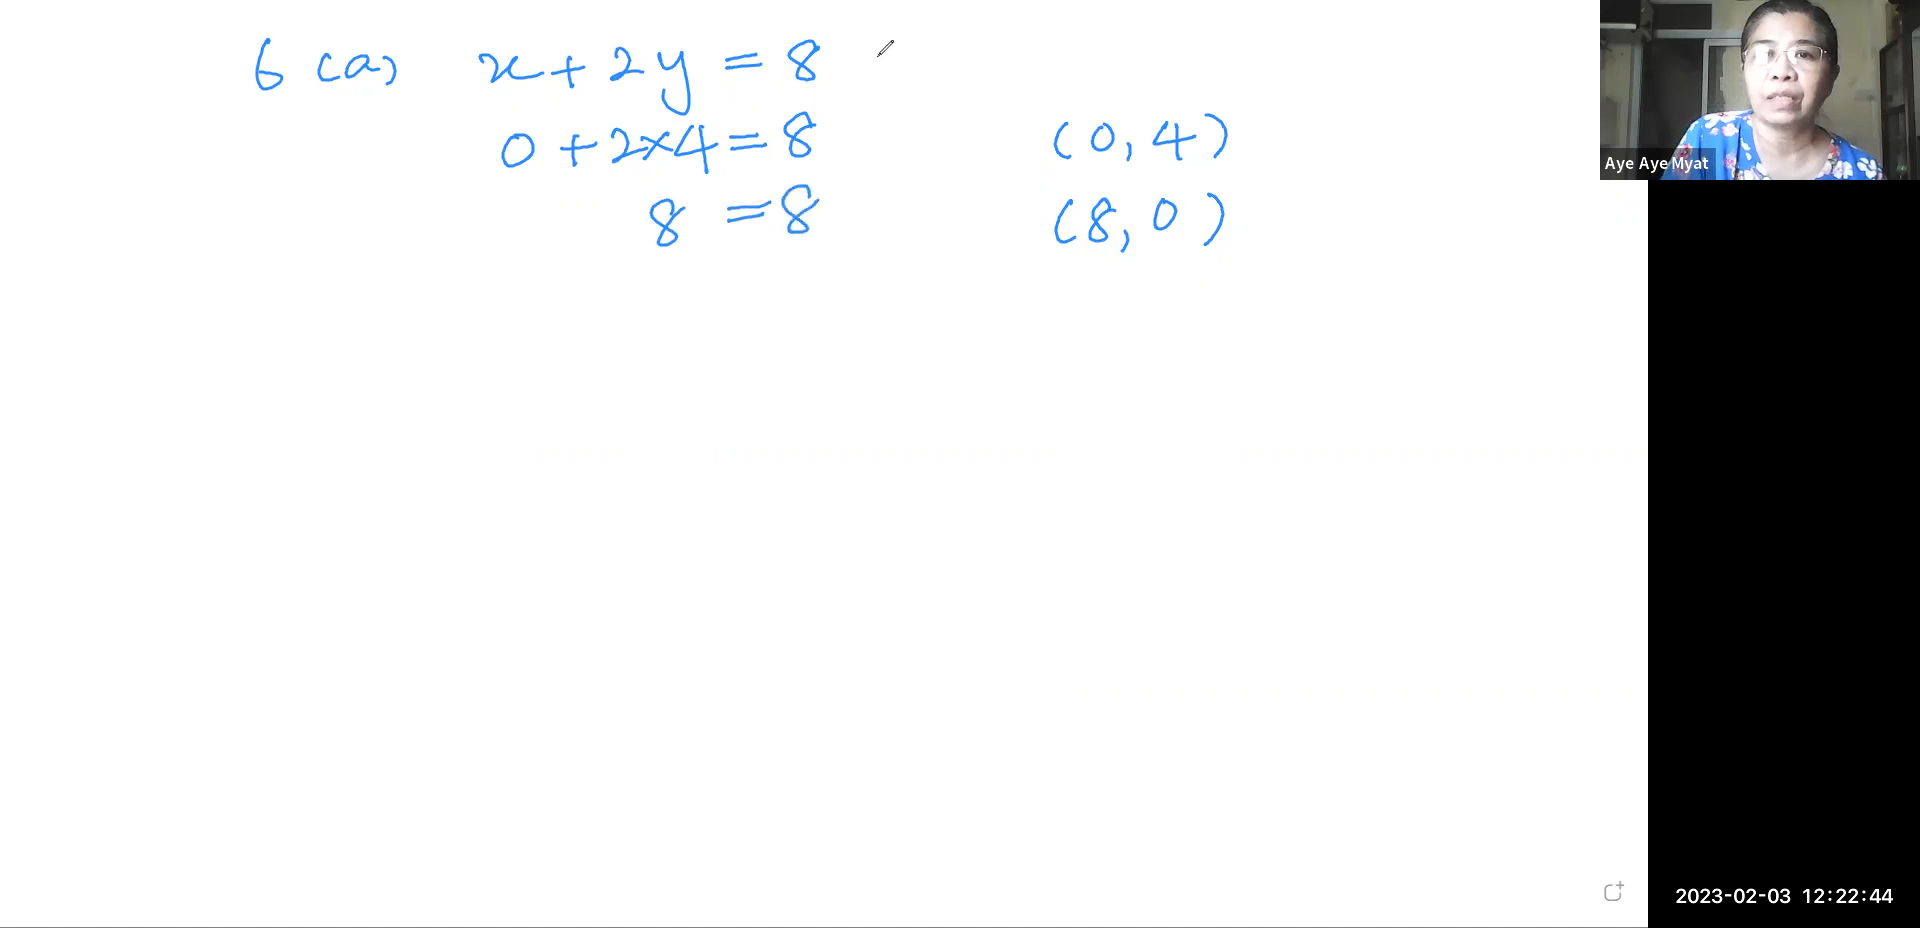 6 (a) x + 2y = 8
0 + 2×4 = 8 (0, 4)
8 = 8 (8, 0)
Aye Aye Myat
2023-02-03 12:22:44